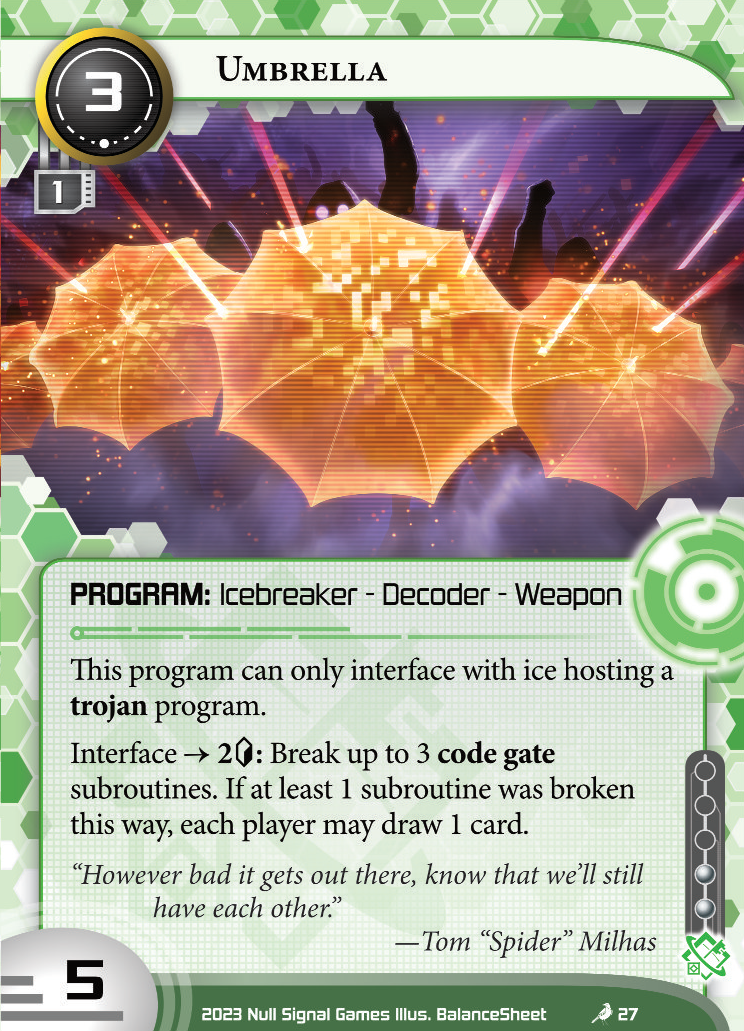 UMBRELLA
3
1
PROGRAM: Icebreaker - Decoder - Weapon
This program can only interface with ice hosting a
trojan program.
Interface → 2: Break up to 3 code gate
subroutines. If at least 1 subroutine was broken
this way, each player may draw 1 card.
“However bad it gets out there, know that we’ll still
have each other.”
—Tom “Spider” Milhas
5
2023 Null Signal Games Illus. BalanceSheet
27